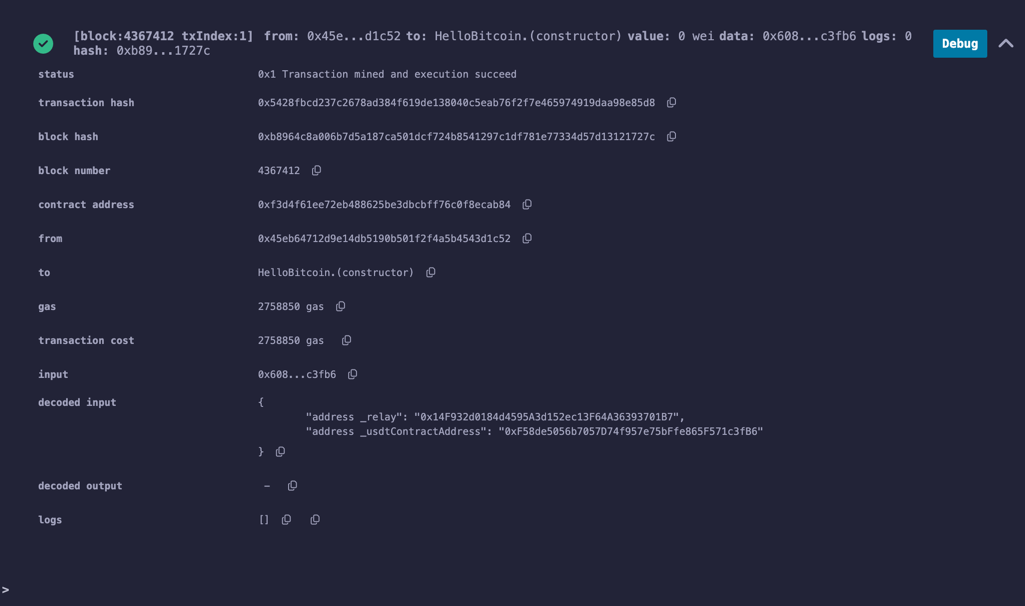 [block:4367412 txIndex:1] from: 0x45e...d1c52 to: HelloBitcoin.(constructor) value: 0 wei data: 0x608...c3fb6 logs: 0
hash: 0xb89...1727c
Debug
status 0x1 Transaction mined and execution succeed
transaction hash 0x5428fbcd237c2678ad384f619de138040c5eab76f2f7e465974919daa98e85d8
block hash 0xb8964c8a006b7d5a187ca501dcf724b8541297c1df781e77334d57d13121727c
block number 4367412
contract address 0xf3d4f61ee72eb488625be3dbcbff76c0f8ecab84
from 0x45eb64712d9e14db5190b501f2f4a5b4543d1c52
to HelloBitcoin.(constructor)
gas 2758850 gas
transaction cost 2758850 gas
input 0x608...c3fb6
decoded input {
"address _relay": "0x14F932d0184d4595A3d152ec13F64A36393701B7",
"address _usdtContractAddress": "0xF58de5056b7057D74f957e75bFfe865F571c3fB6"
}
decoded output –
logs []
>